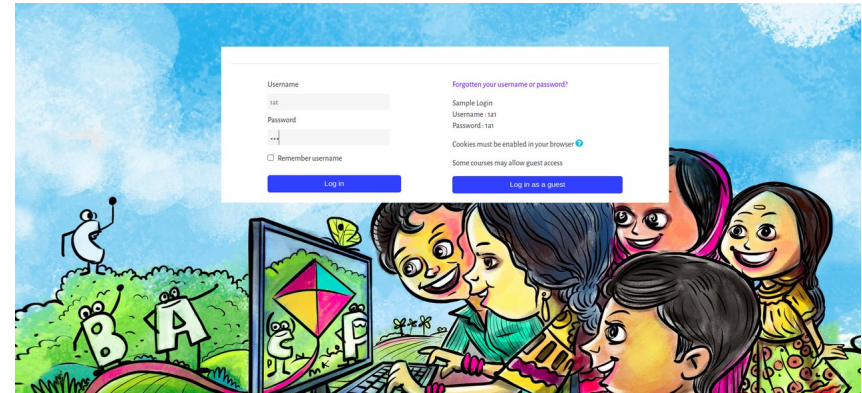 Username
1a1
Password
•••
Remember username
Log in
Forgotten your username or password?
Sample Login
Username : 1a1
Password : 1a1
Cookies must be enabled in your browser
Some courses may allow guest access
Log in as a guest
B A